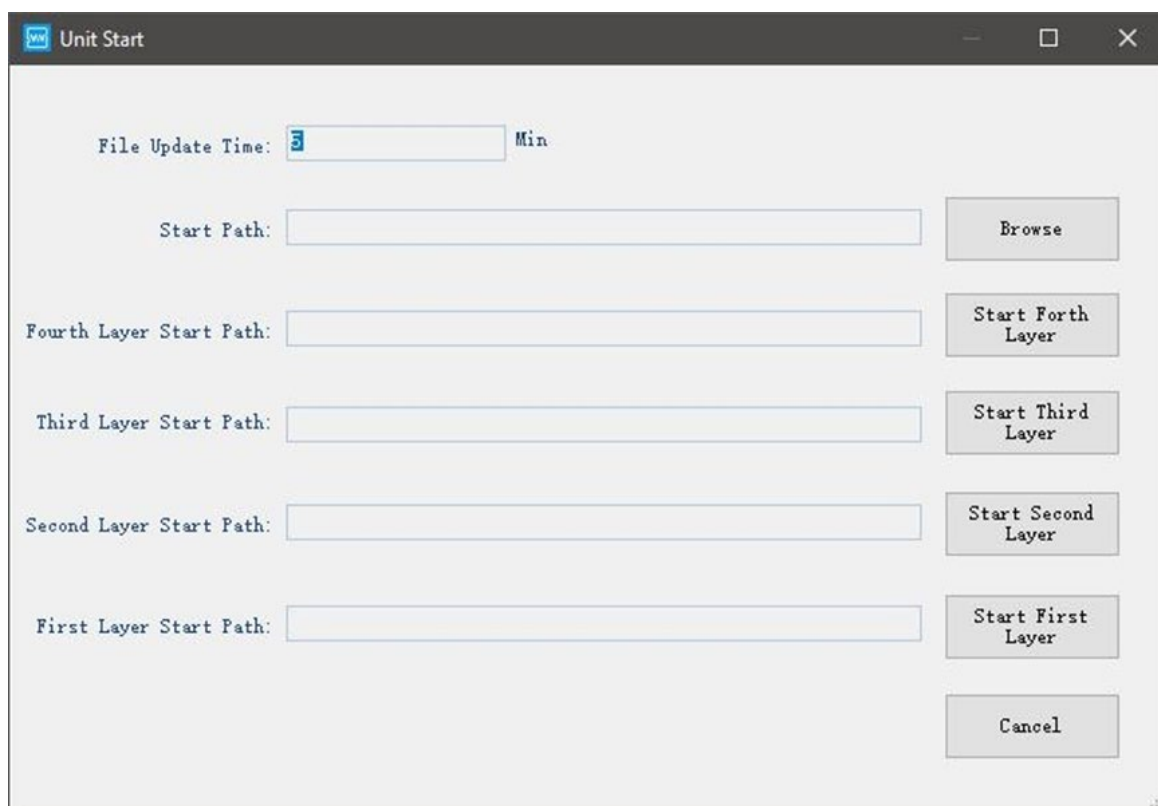 Unit Start
File Update Time: 5 Min
Start Path: Browse
Fourth Layer Start Path: Start Forth
Layer
Third Layer Start Path: Start Third
Layer
Second Layer Start Path: Start Second
Layer
First Layer Start Path: Start First
Layer
Cancel